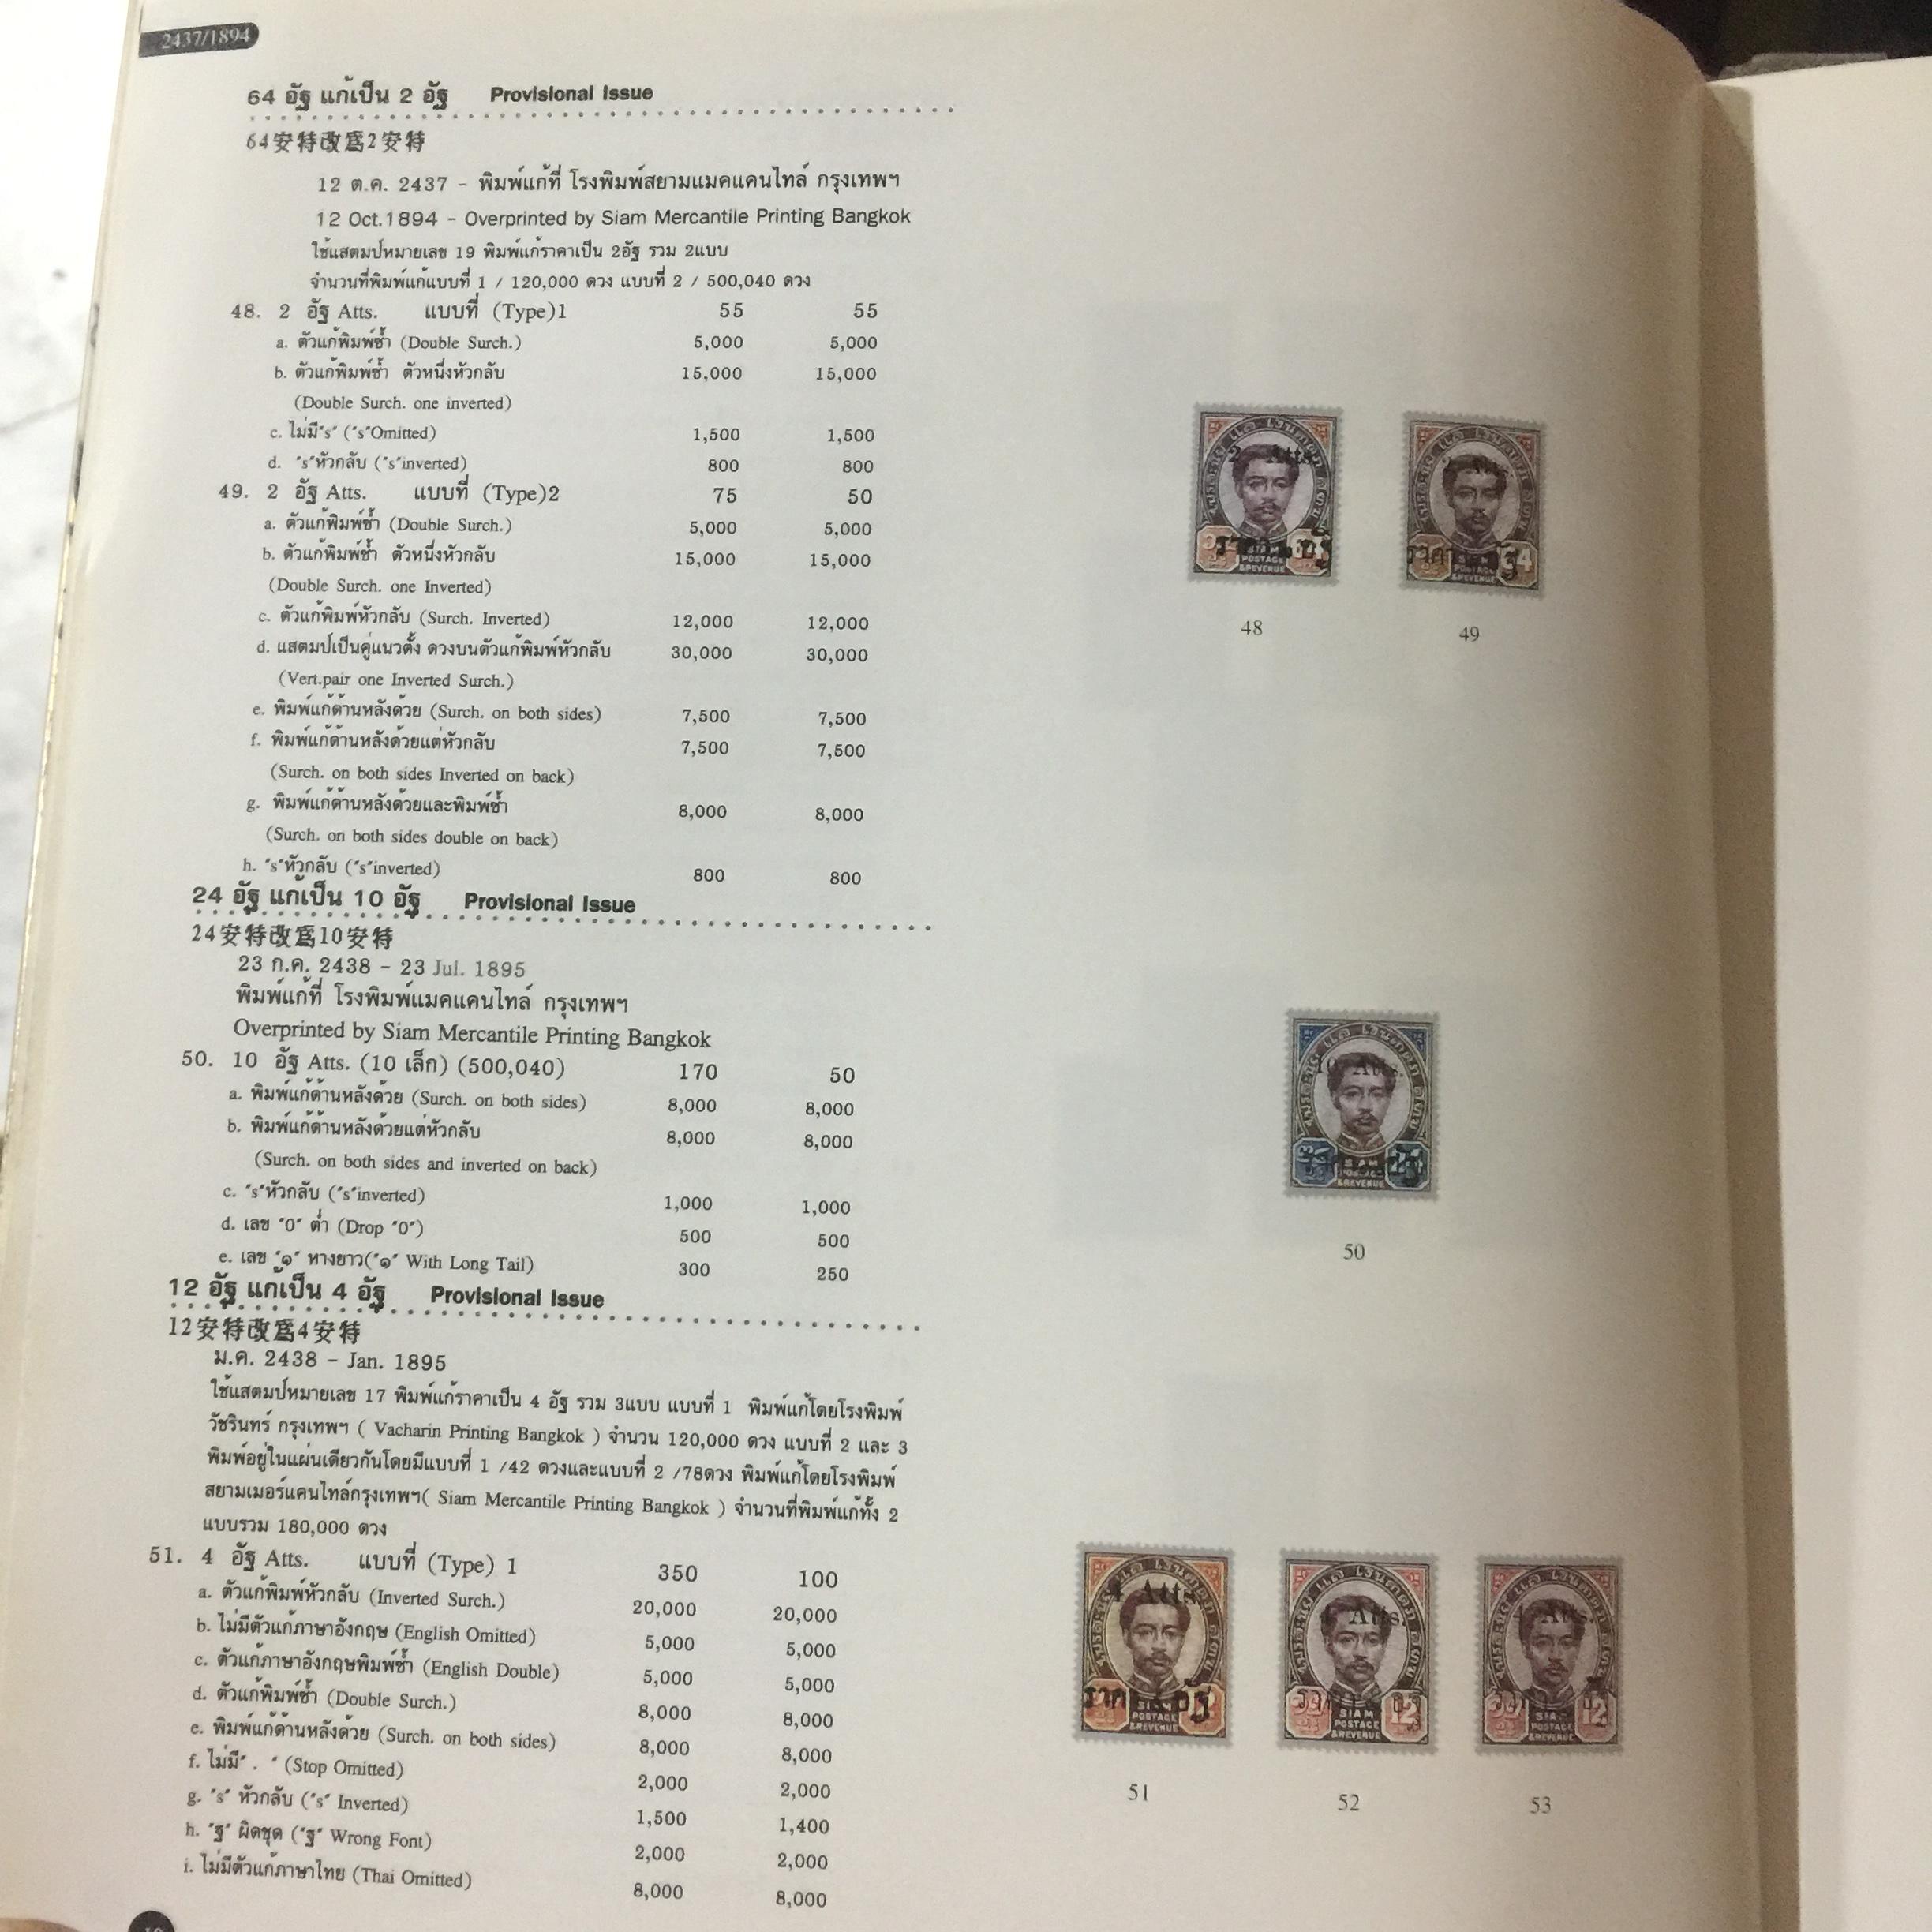 2437/1894
64 อัฐ แก้เป็น 2 อัฐ Provisional Issue
64安特改為2安特
12 ต.ค. 2437 - พิมพ์แก้ที่ โรงพิมพ์สยามแมคแคนไทล์ กรุงเทพฯ
12 Oct.1894 - Overprinted by Siam Mercantile Printing Bangkok
ใช้แสตมป์หมายเลข 19 พิมพ์แก้ราคาเป็น 2อัฐ รวม 2แบบ
จำนวนที่พิมพ์แก้แบบที่ 1 / 120,000 ดวง แบบที่ 2 / 500,040 ดวง
48. 2 อัฐ Atts. แบบที่ (Type)1 55 55
a. ตัวแก้พิมพ์ซ้ำ (Double Surch.) 5,000 5,000
b. ตัวแก้พิมพ์ซ้ำ ตัวหนึ่งหัวกลับ 15,000 15,000
(Double Surch. one inverted)
c. ไม่มี"s" ("s"Omitted) 1,500 1,500
d. "s"หัวกลับ ("s"inverted) 800 800
49. 2 อัฐ Atts. แบบที่ (Type)2 75 50
a. ตัวแก้พิมพ์ซ้ำ (Double Surch.) 5,000 5,000
b. ตัวแก้พิมพ์ซ้ำ ตัวหนึ่งหัวกลับ 15,000 15,000
(Double Surch. one Inverted)
c. ตัวแก้พิมพ์หัวกลับ (Surch. Inverted) 12,000 12,000
d. แสตมป์เป็นคู่แนวตั้ง ดวงบนตัวแก้พิมพ์หัวกลับ 30,000 30,000
(Vert.pair one Inverted Surch.)
e. พิมพ์แก้ด้านหลังด้วย (Surch. on both sides) 7,500 7,500
f. พิมพ์แก้ด้านหลังด้วยแต่หัวกลับ 7,500 7,500
(Surch. on both sides Inverted on back)
g. พิมพ์แก้ด้านหลังด้วยและพิมพ์ซ้ำ 8,000 8,000
(Surch. on both sides double on back)
h. "s"หัวกลับ ("s"inverted) 800 800
48 49
24 อัฐ แก้เป็น 10 อัฐ Provisional Issue
24安特改為10安特
23 ก.ค. 2438 - 23 Jul. 1895
พิมพ์แก้ที่ โรงพิมพ์แมคแคนไทล์ กรุงเทพฯ
Overprinted by Siam Mercantile Printing Bangkok
50. 10 อัฐ Atts. (10 เล็ก) (500,040) 170 50
a. พิมพ์แก้ด้านหลังด้วย (Surch. on both sides) 8,000 8,000
b. พิมพ์แก้ด้านหลังด้วยแต่หัวกลับ 8,000 8,000
(Surch. on both sides and inverted on back)
c. "s"หัวกลับ ("s"inverted) 1,000 1,000
d. เลข "0" ต่ำ (Drop "0") 500 500
e. เลข "๑" หางยาว("๑" With Long Tail) 300 250
50
12 อัฐ แก้เป็น 4 อัฐ Provisional Issue
12安特改為4安特
ม.ค. 2438 - Jan. 1895
ใช้แสตมป์หมายเลข 17 พิมพ์แก้ราคาเป็น 4 อัฐ รวม 3แบบ แบบที่ 1 พิมพ์แก้โดยโรงพิมพ์
วัชรินทร์ กรุงเทพฯ ( Vacharin Printing Bangkok ) จำนวน 120,000 ดวง แบบที่ 2 และ 3
พิมพ์อยู่ในแผ่นเดียวกันโดยมีแบบที่ 1 /42 ดวงและแบบที่ 2 /78ดวง พิมพ์แก้โดยโรงพิมพ์
สยามเมอร์แคนไทล์กรุงเทพฯ( Siam Mercantile Printing Bangkok ) จำนวนที่พิมพ์แก้ทั้ง 2
แบบรวม 180,000 ดวง
51. 4 อัฐ Atts. แบบที่ (Type) 1 350 100
a. ตัวแก้พิมพ์หัวกลับ (Inverted Surch.) 20,000 20,000
b. ไม่มีตัวแก้ภาษาอังกฤษ (English Omitted) 5,000 5,000
c. ตัวแก้ภาษาอังกฤษพิมพ์ซ้ำ (English Double) 5,000 5,000
d. ตัวแก้พิมพ์ซ้ำ (Double Surch.) 8,000 8,000
e. พิมพ์แก้ด้านหลังด้วย (Surch. on both sides) 8,000 8,000
f. ไม่มี" . " (Stop Omitted) 2,000 2,000
g. "s" หัวกลับ ("s" Inverted) 1,500 1,400
h. "ฐ" ผิดชุด ("ฐ" Wrong Font) 2,000 2,000
i. ไม่มีตัวแก้ภาษาไทย (Thai Omitted) 8,000 8,000
4 Atts.
SIAM
POSTAGE
&REVENUE
12
51 52 53